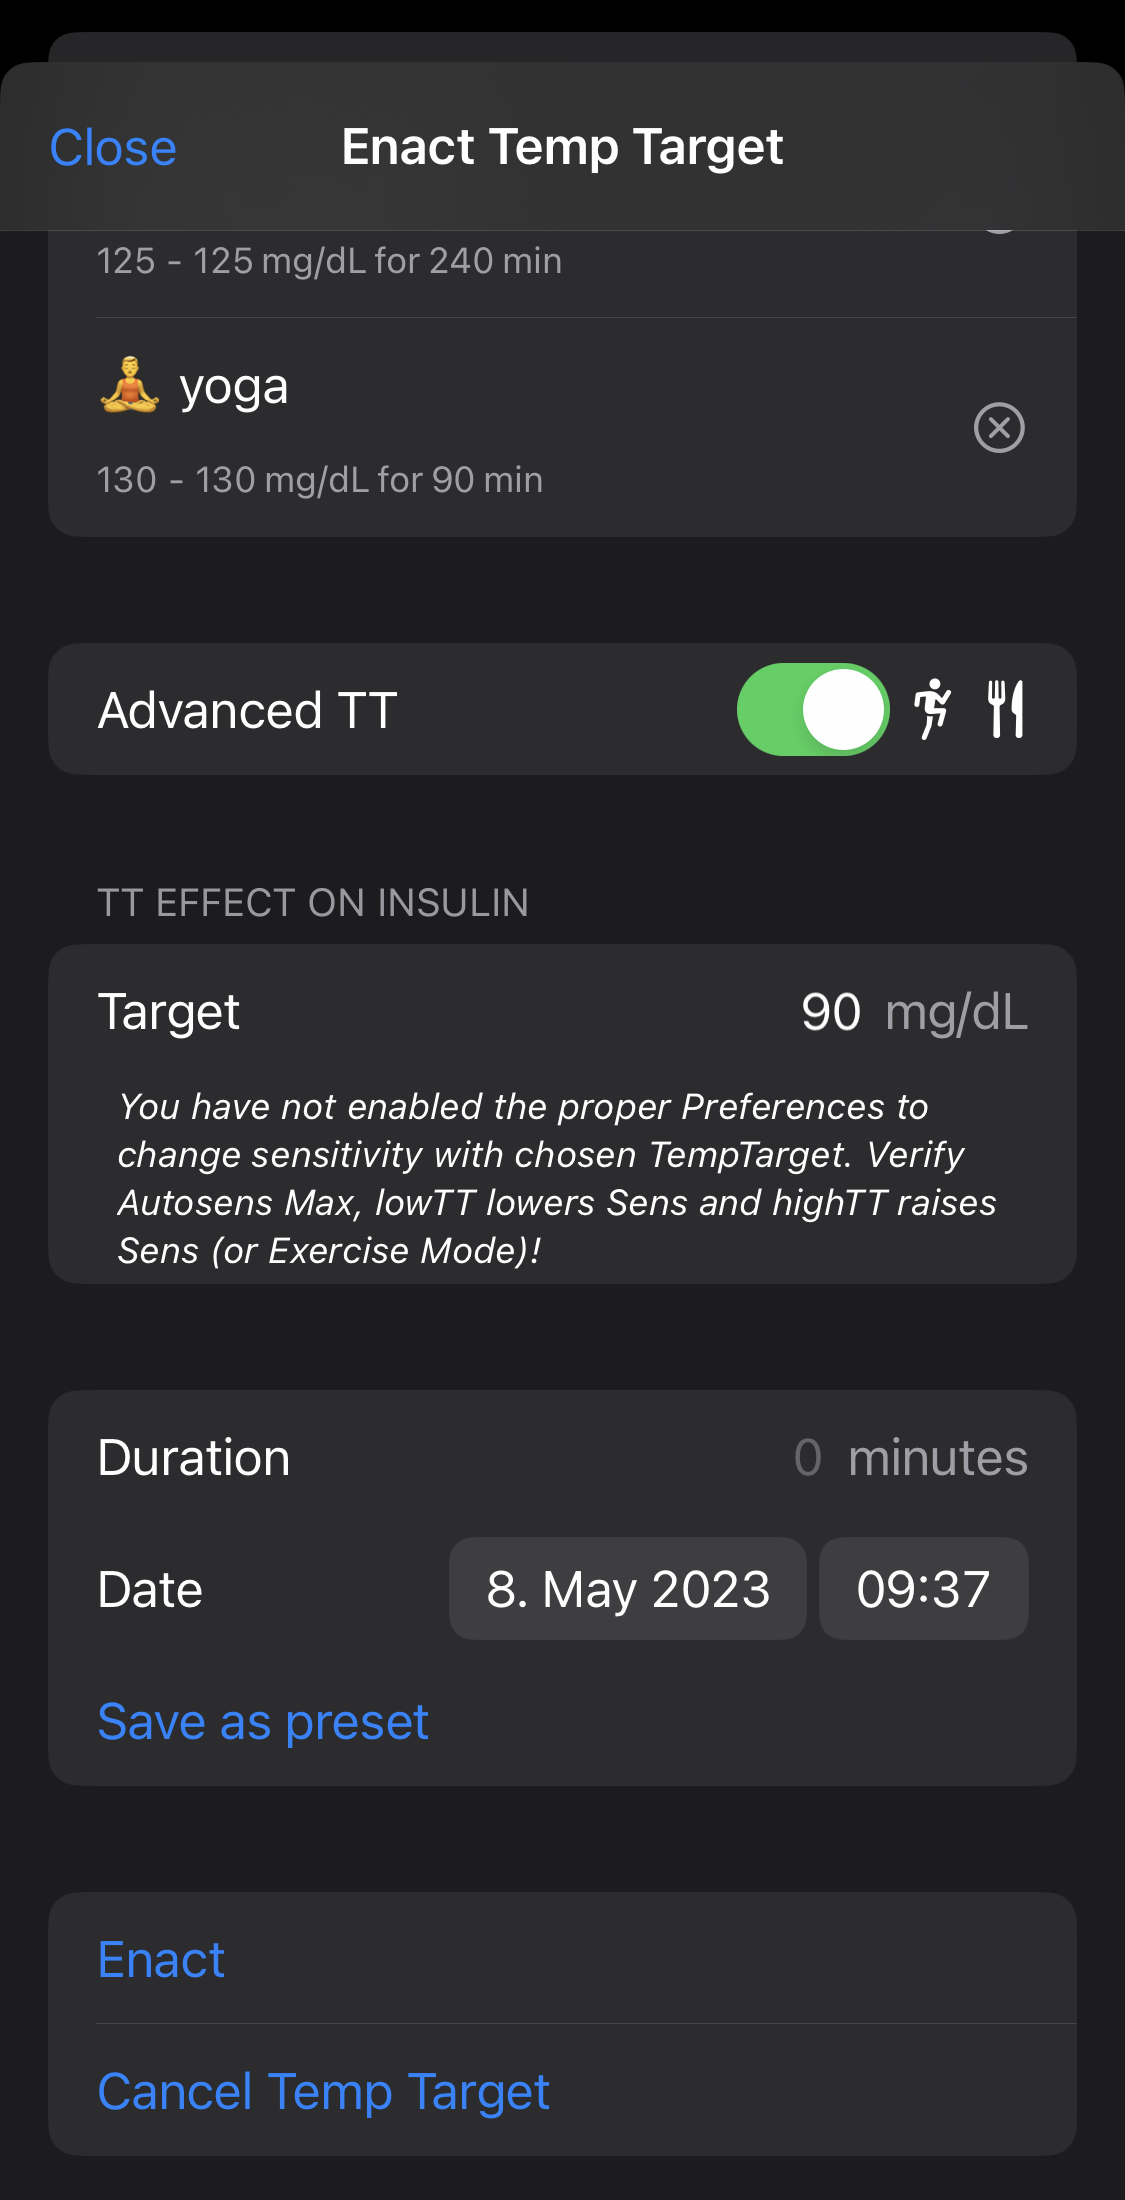 Close
Enact Temp Target
125 - 125 mg/dL for 240 min
yoga
130 - 130 mg/dL for 90 min
Advanced TT
TT EFFECT ON INSULIN
Target 90 mg/dL
You have not enabled the proper Preferences to
change sensitivity with chosen TempTarget. Verify
Autosens Max, lowTT lowers Sens and highTT raises
Sens (or Exercise Mode)!
Duration 0 minutes
Date 8. May 2023 09:37
Save as preset
Enact
Cancel Temp Target